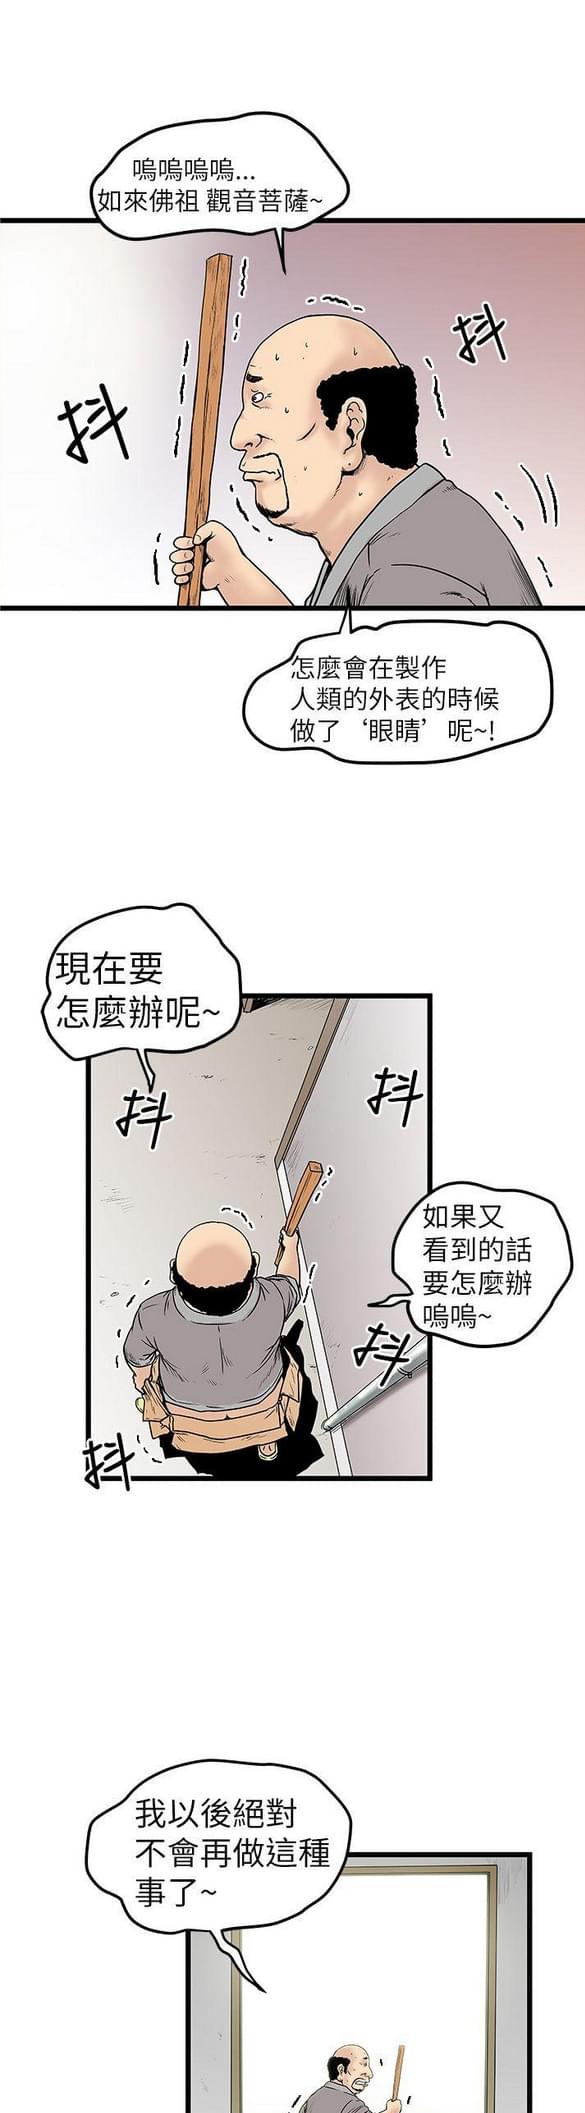 嗚嗚嗚嗚...
如來佛祖 觀音菩薩~
抖
抖
怎麼會在製作
人類的外表的時候
做了‘眼睛’呢~!
現在要
怎麼辦呢~
抖
抖
如果又
看到的話
要怎麼辦
嗚嗚~
抖
抖
我以後絕對
不會再做這種
事了~